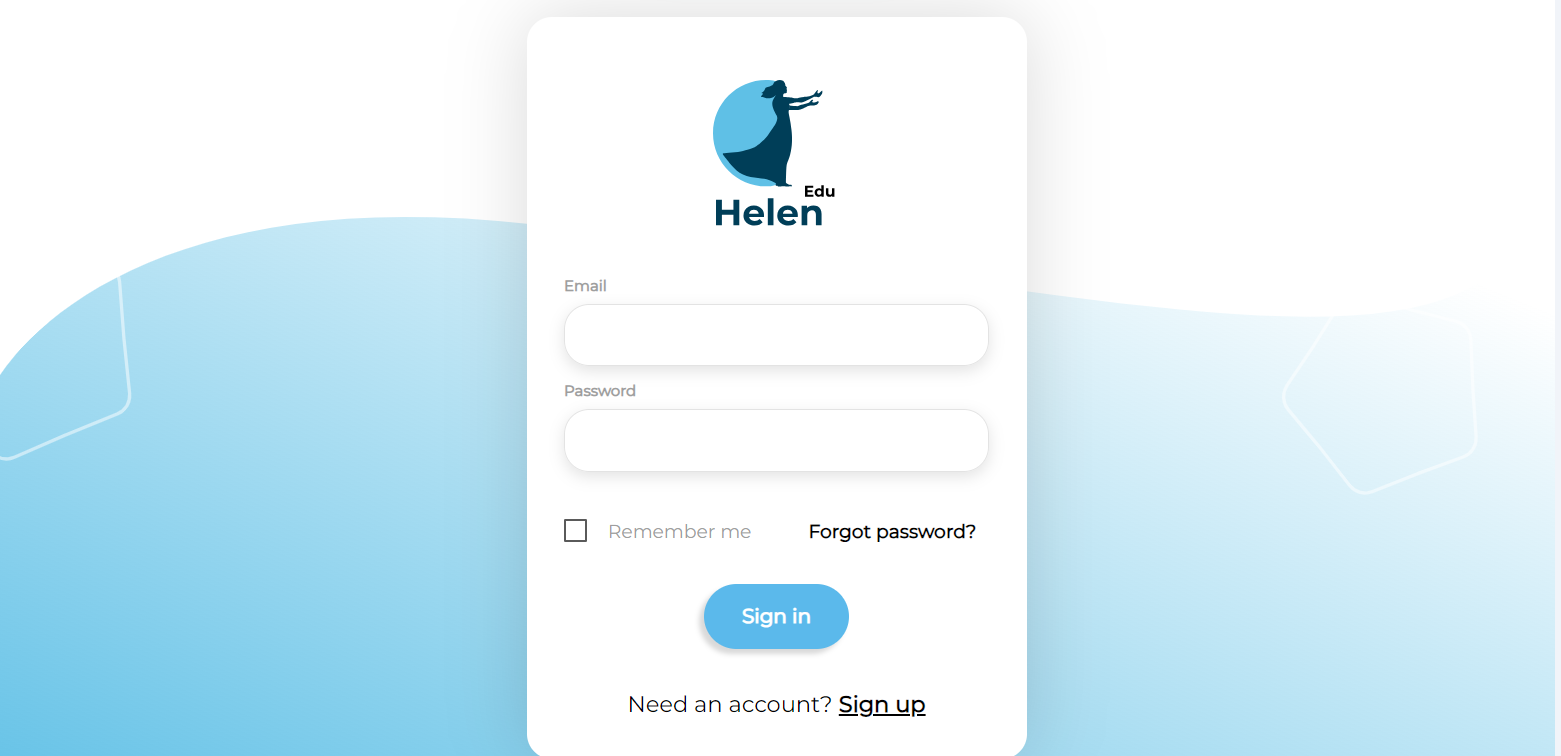 Edu
Helen
Email
Password
Remember me Forgot password?
Sign in
Need an account? Sign up